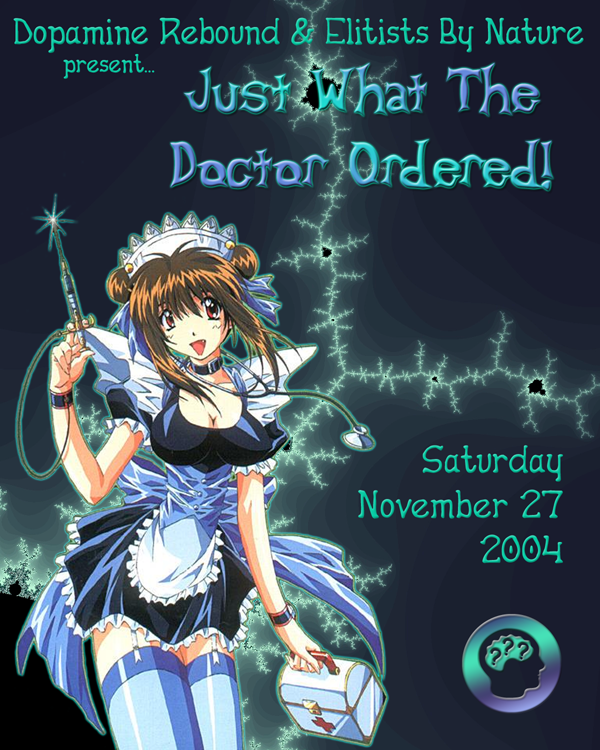 Dopamine Rebound & Elitists By Nature
present...
Just What The
Doctor Ordered!
Saturday
November 27
2004
???